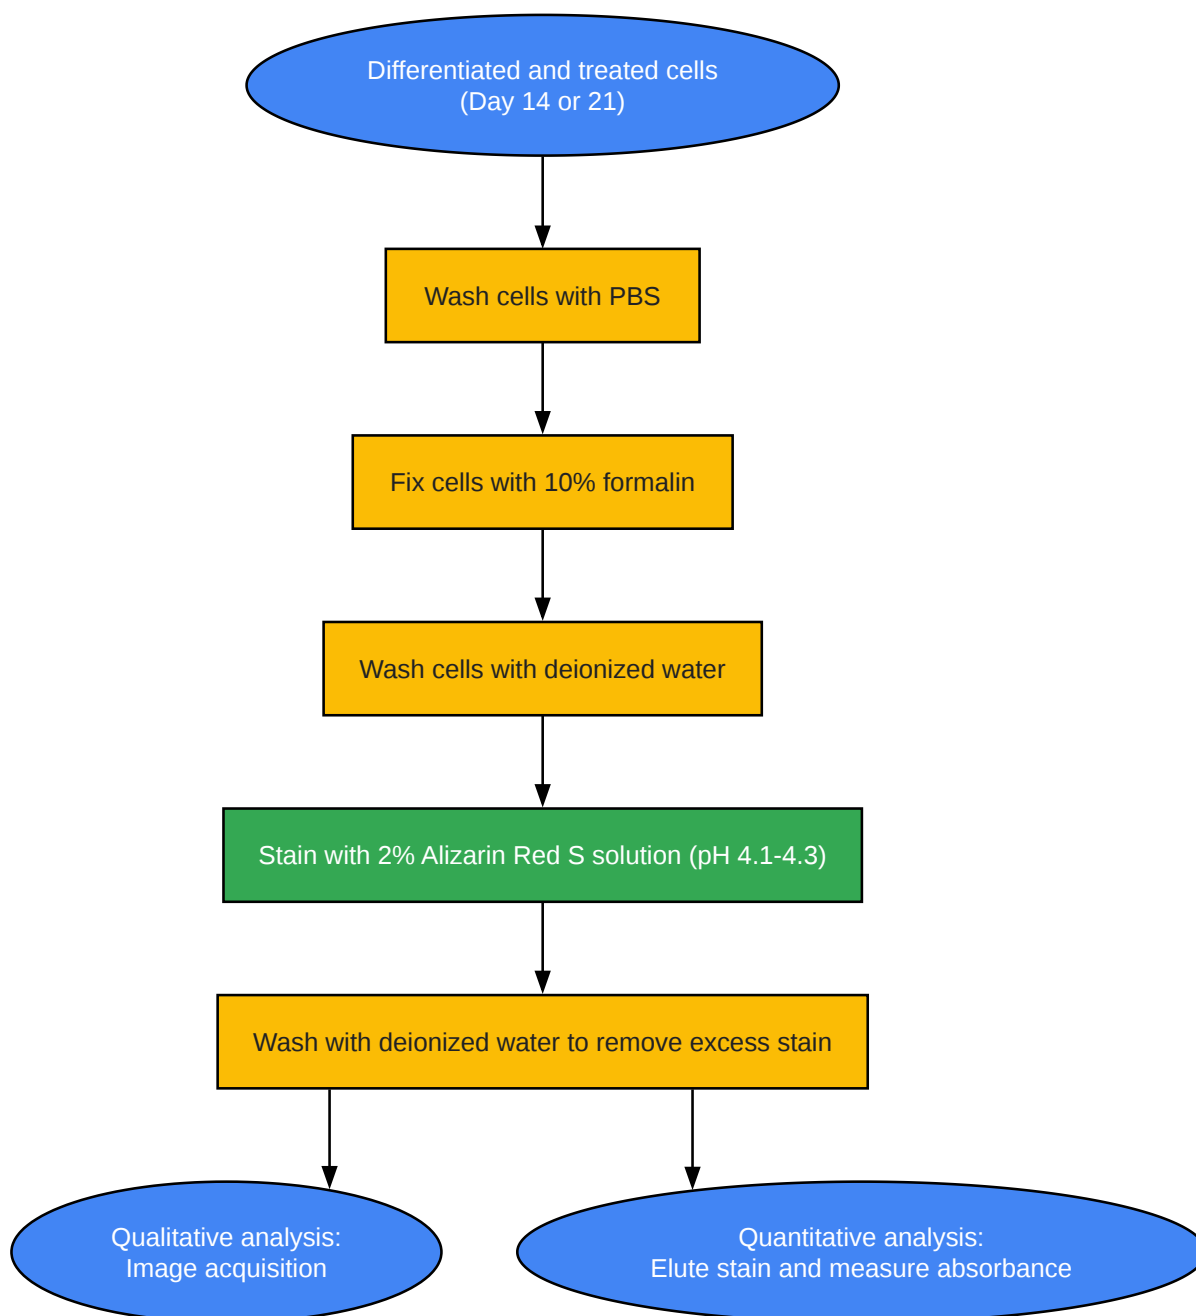 Differentiated and treated cells
(Day 14 or 21)
Wash cells with PBS
Fix cells with 10% formalin
Wash cells with deionized water
Stain with 2% Alizarin Red S solution (pH 4.1-4.3)
Wash with deionized water to remove excess stain
Qualitative analysis:
Image acquisition
Quantitative analysis:
Elute stain and measure absorbance